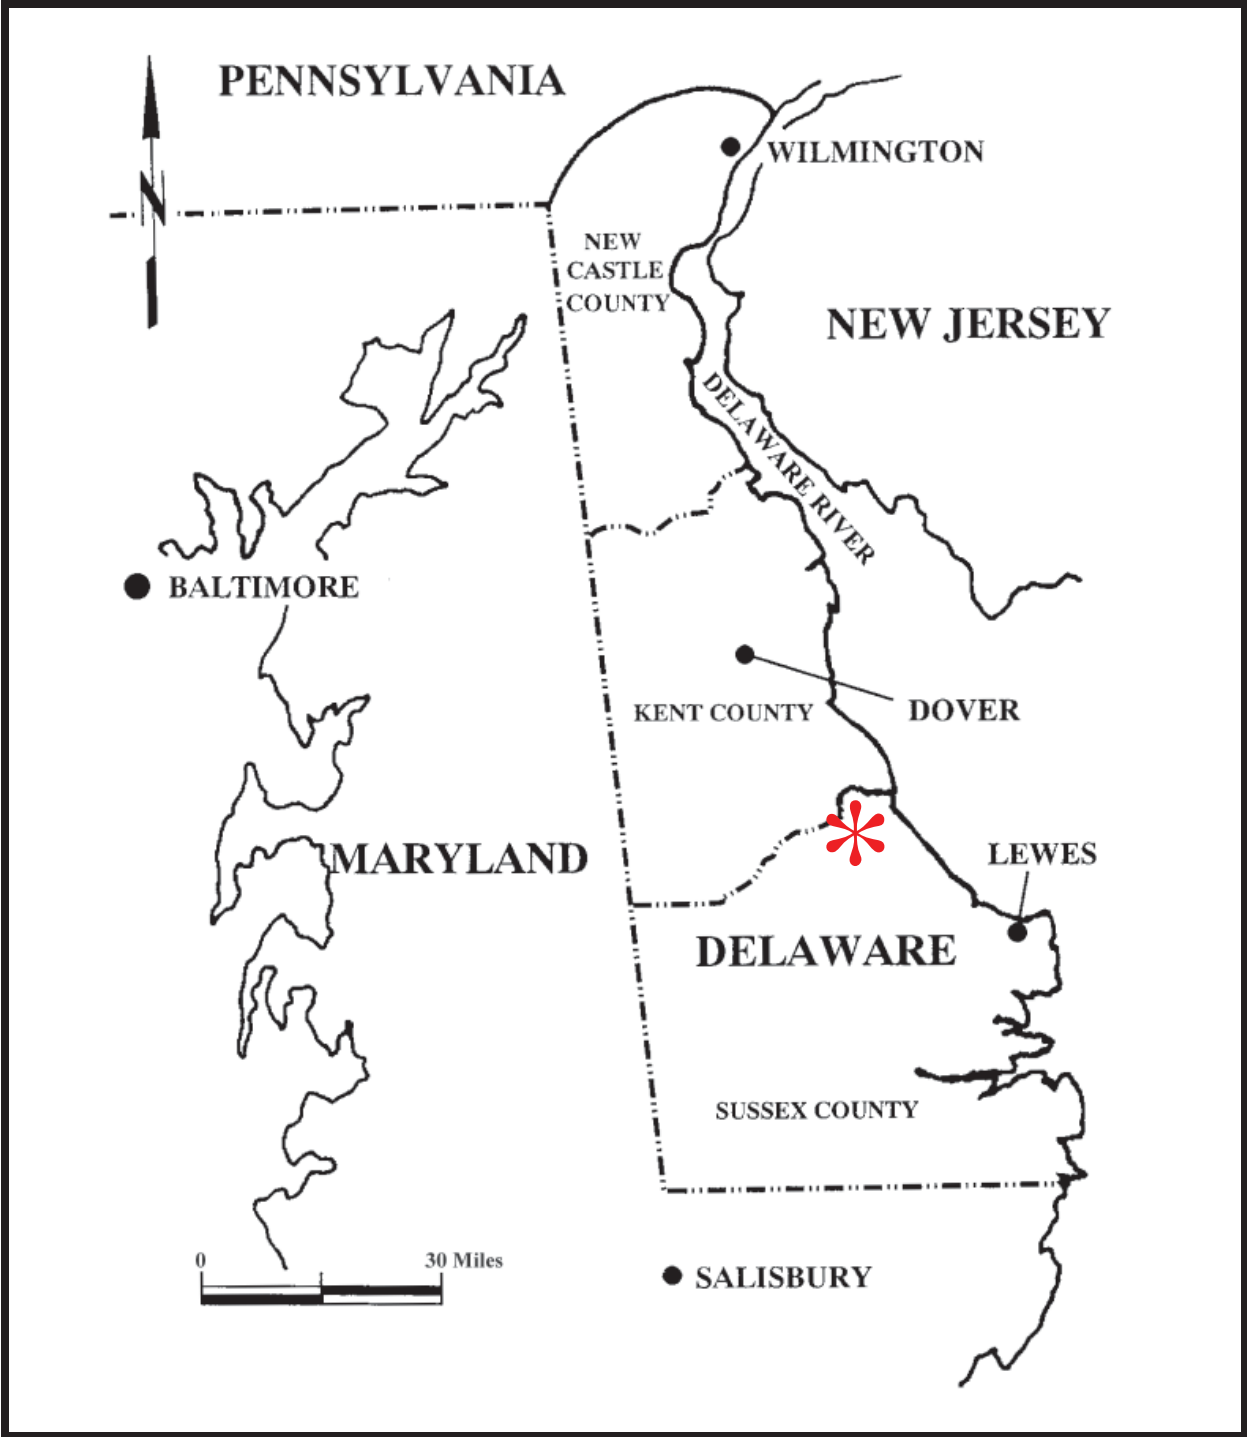 PENNSYLVANIA
WILMINGTON
N
NEW
CASTLE
COUNTY
NEW JERSEY
DELAWARE RIVER
BALTIMORE
KENT COUNTY
DOVER
MARYLAND
LEWES
DELAWARE
SUSSEX COUNTY
0 30 Miles
SALISBURY